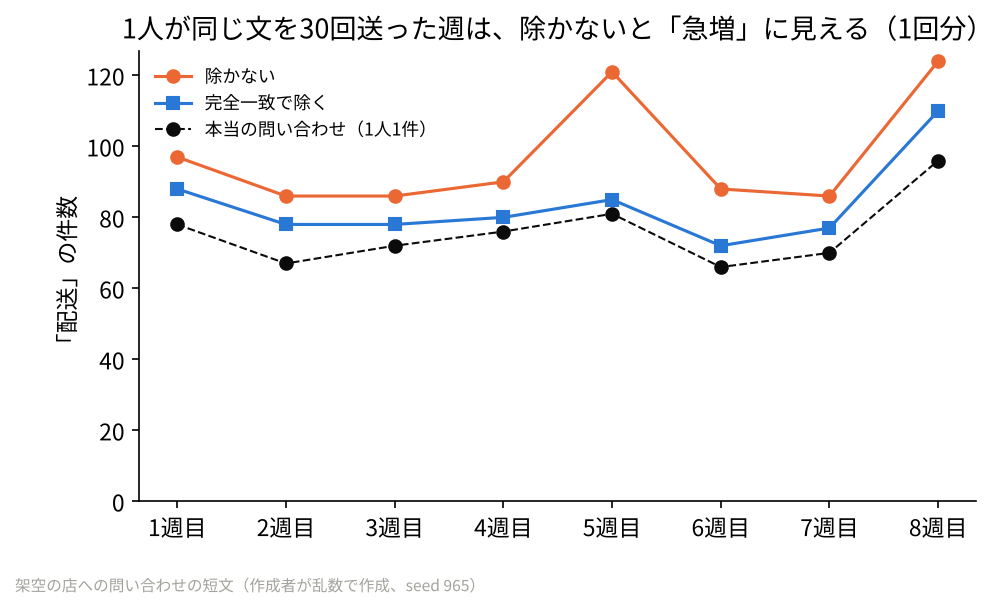 1人が同じ文を30回送った週は、除かないと「急増」に見える（1回分）
除かない
完全一致で除く
本当の問い合わせ（1人1件）
「配送」の件数
120
100
80
60
40
20
0
1週目 2週目 3週目 4週目 5週目 6週目 7週目 8週目
架空の店への問い合わせの短文（作成者が乱数で作成、seed 965）